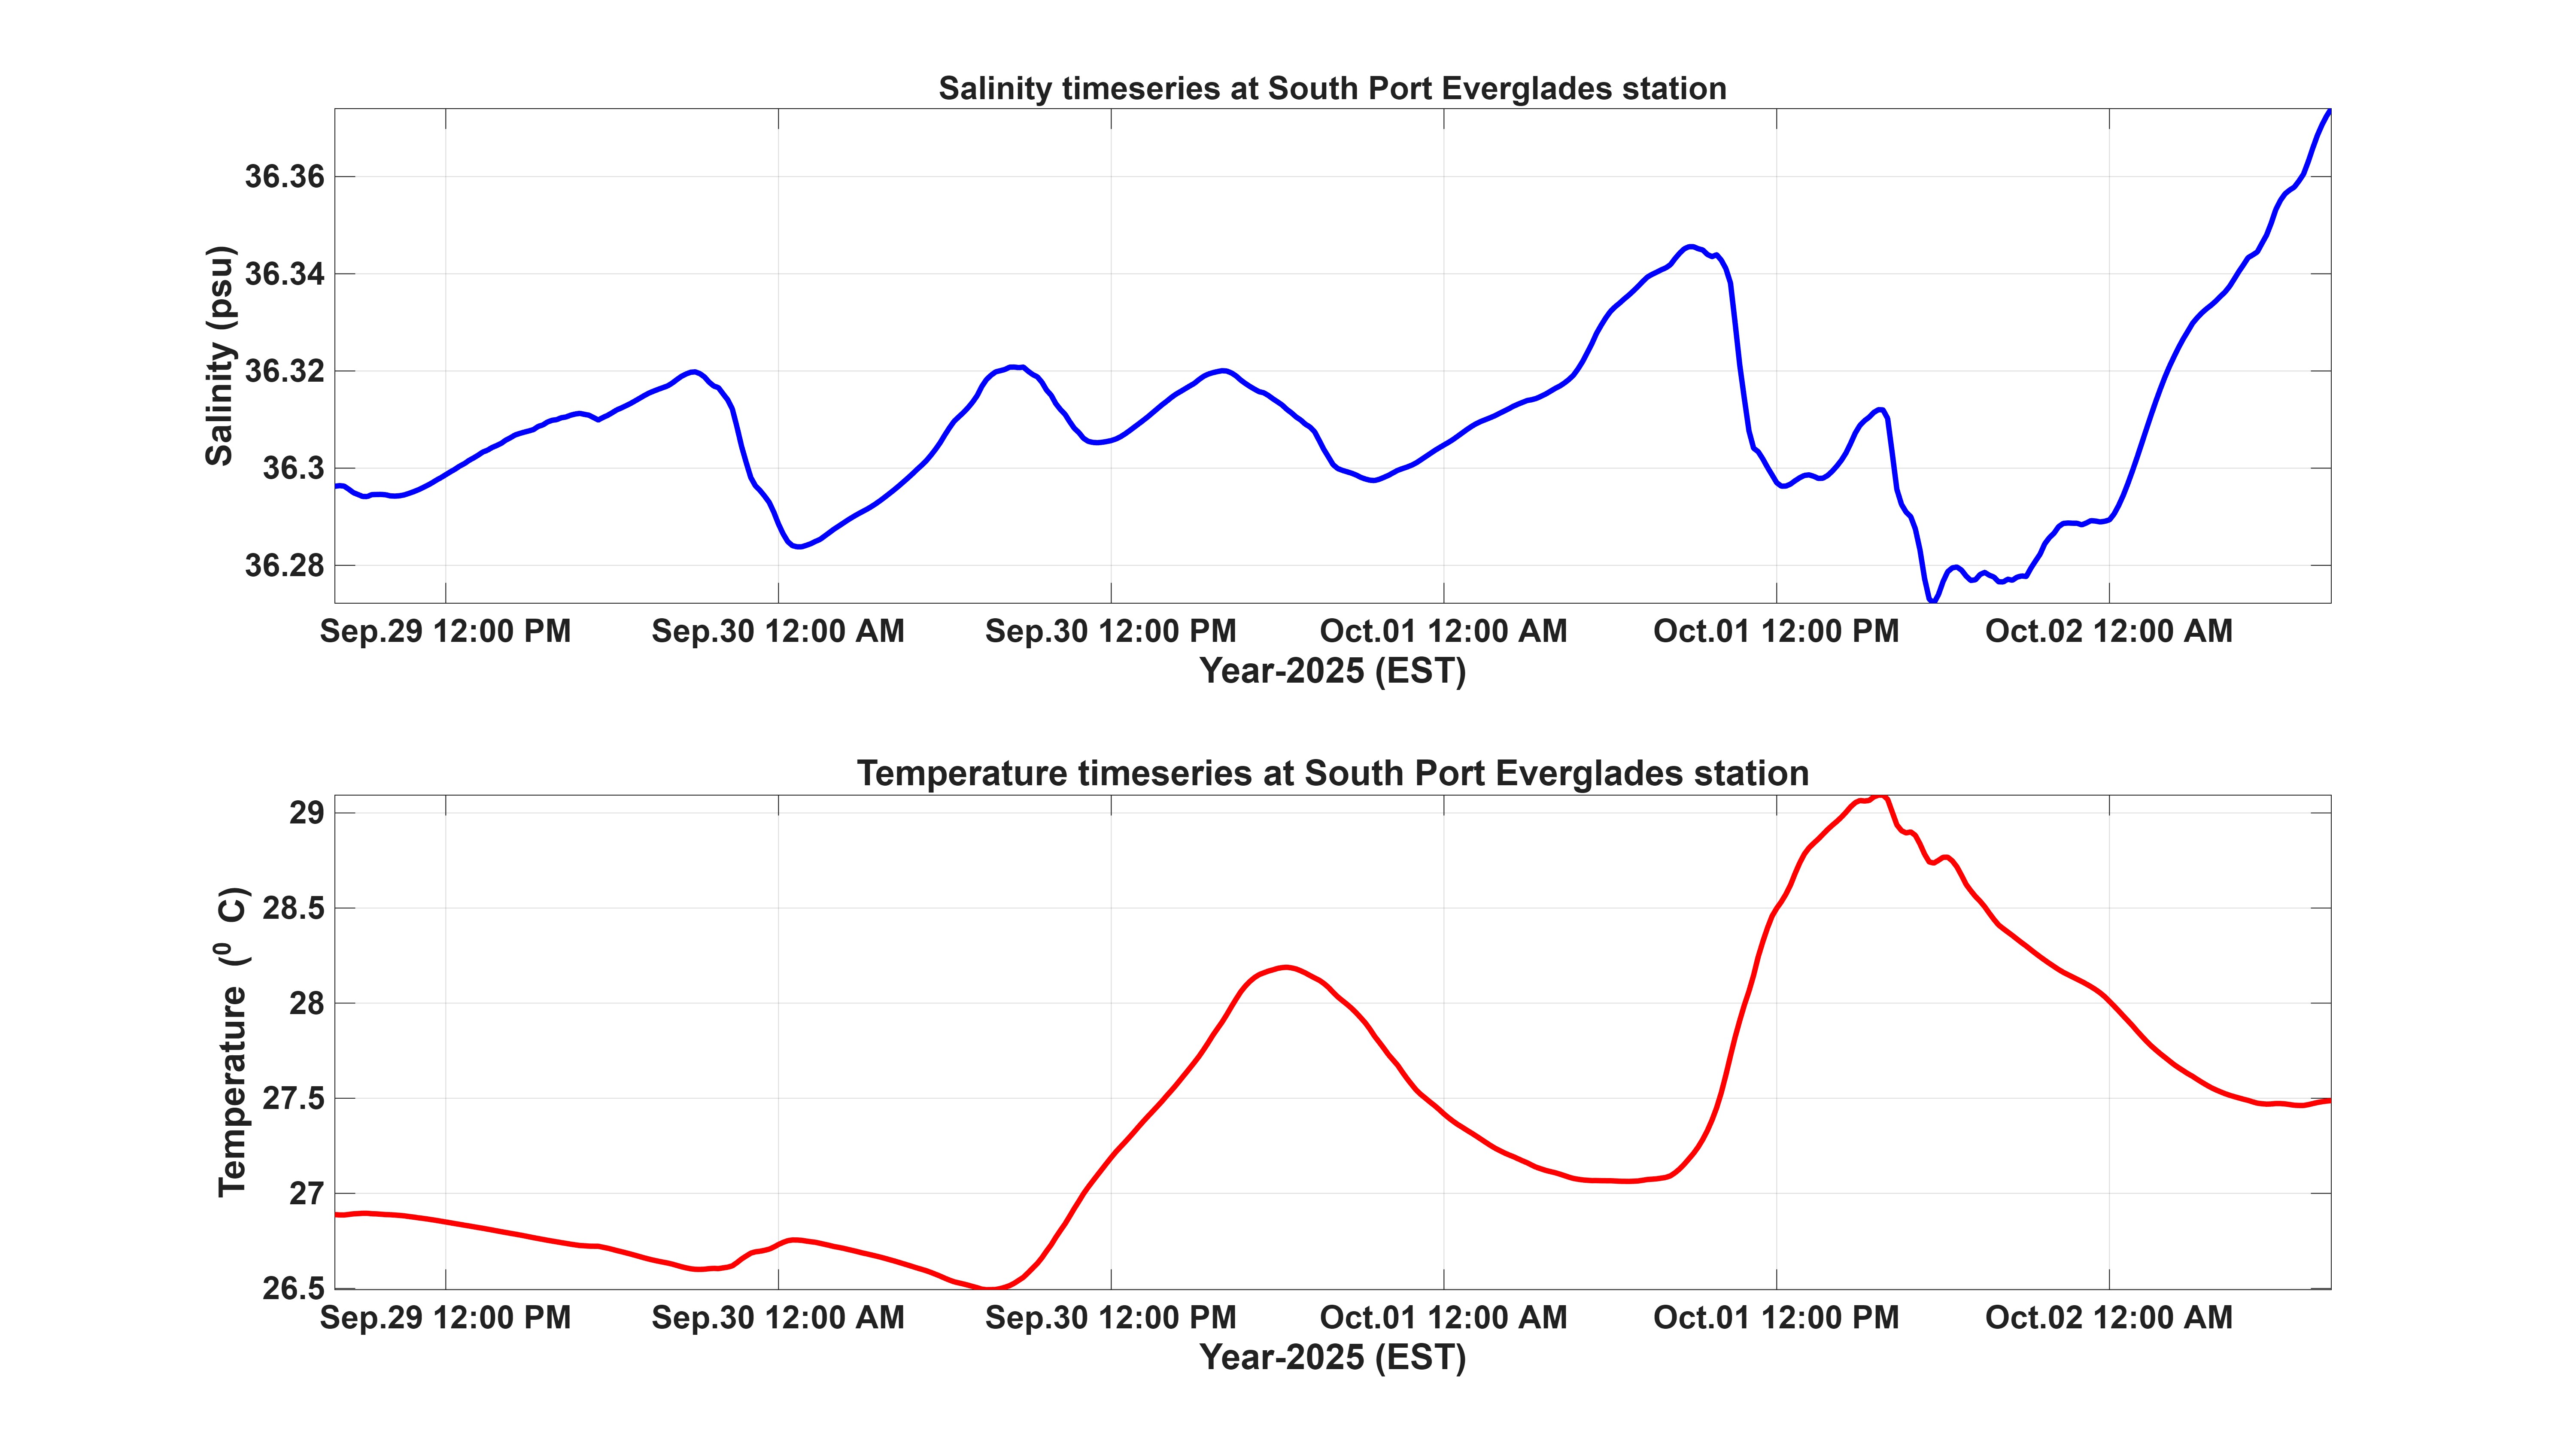 Salinity timeseries at South Port Everglades station
Salinity (psu)
36.36
36.34
36.32
36.3
36.28
Sep.29 12:00 PM Sep.30 12:00 AM Sep.30 12:00 PM Oct.01 12:00 AM Oct.01 12:00 PM Oct.02 12:00 AM
Year-2025 (EST)
Temperature timeseries at South Port Everglades station
Temperature (⁰ C)
29
28.5
28
27.5
27
26.5
Sep.29 12:00 PM Sep.30 12:00 AM Sep.30 12:00 PM Oct.01 12:00 AM Oct.01 12:00 PM Oct.02 12:00 AM
Year-2025 (EST)